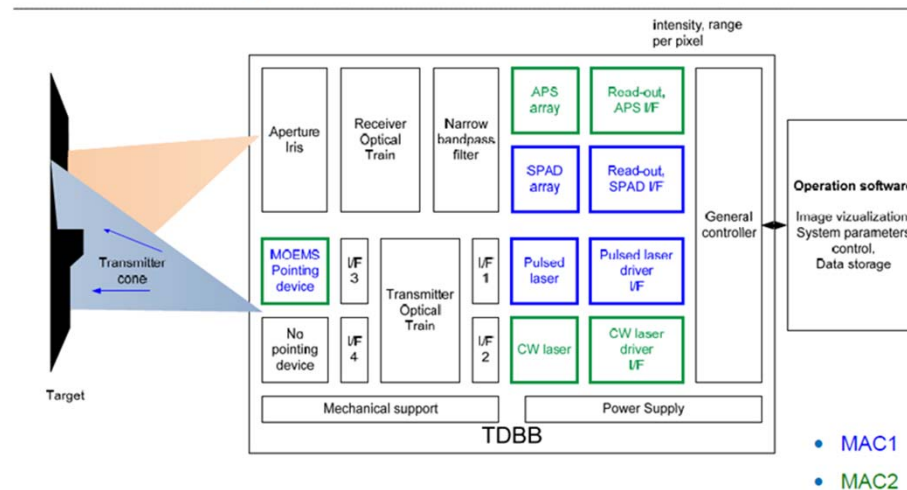 intensity, range
per pixel
Aperture
Iris
Receiver
Optical
Train
Narrow
bandpass
filter
APS
array
Read-out,
APS I/F
SPAD
array
Read-out,
SPAD I/F
General
controller
Operation software
Image vizualization
System parameters
control,
Data storage
Transmitter
cone
MOEMS
Pointing
device
I/F
3
Transmitter
Optical
Train
I/F
1
Pulsed
laser
Pulsed laser
driver
I/F
No
pointing
device
I/F
4
I/F
2
CW laser
CW laser
driver
I/F
Target
Mechanical support
Power Supply
TDBB
• MAC1
• MAC2